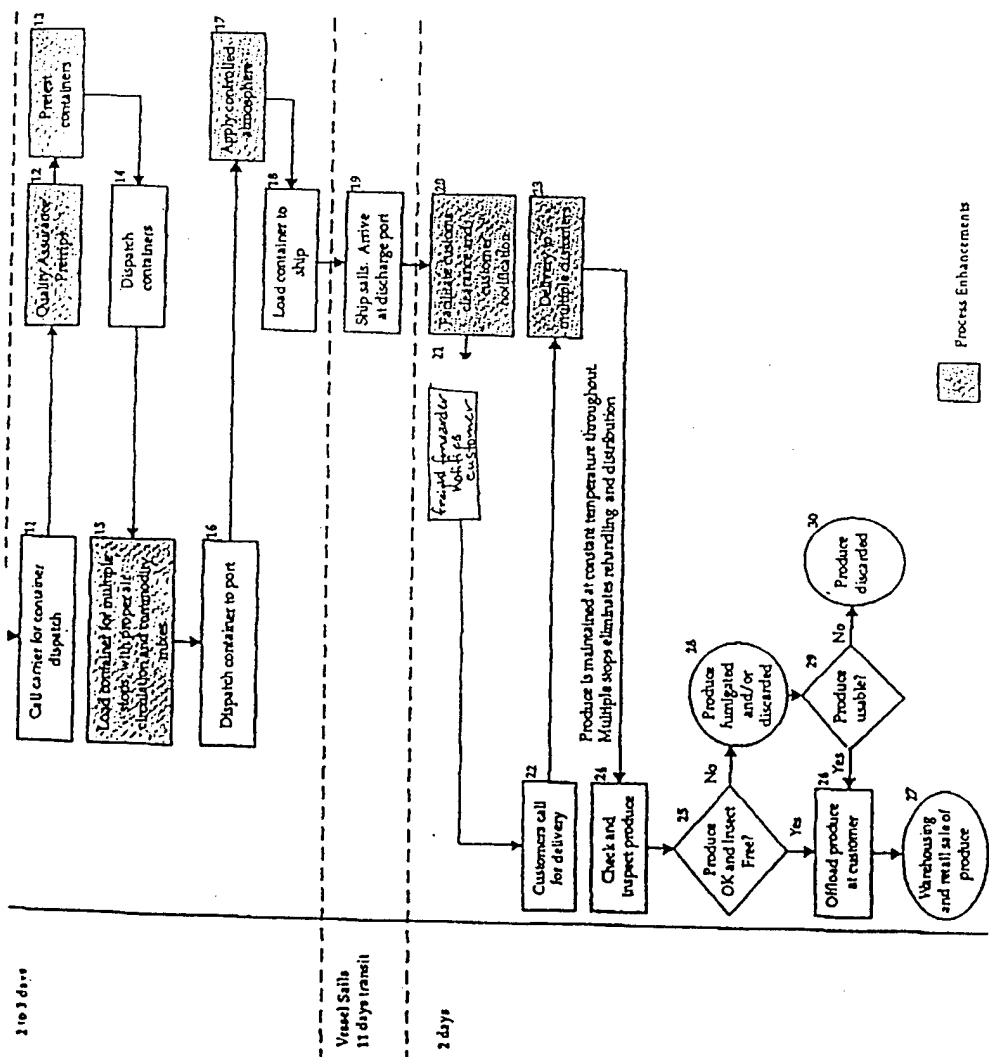 2 to 3 days
11
Call carrier for container
dispatch
12
Quality Assurance
Pretrips
13
Pretest
containers
14
Dispatch
containers
15
Load container for multiple
stops, with proper air
circulation and commodity
mixes.
16
Dispatch container to port
17
Apply controlled
atmosphere
18
Load container to
ship
Vessel Sails
11 days transit
19
Ship sails. Arrive
at discharge port
2 days
20
Facilitate customs
clearance and
customer
notification
21
freight forwarder
notifies
customer
22
Customers call
for delivery
23
Delivery to
multiple customers
Produce is maintained at constant temperature throughout.
Multiple stops eliminates rehandling and distribution
24
Check and
Inspect produce
25
Produce
OK and Insect
Free?
No
28
Produce
fumigated
and/or
discarded
Yes
29
Produce
usable?
No
30
Produce
discarded
Yes
26
Offload produce
at customer
27
Warehousing
and retail sale of
produce
Process Enhancements